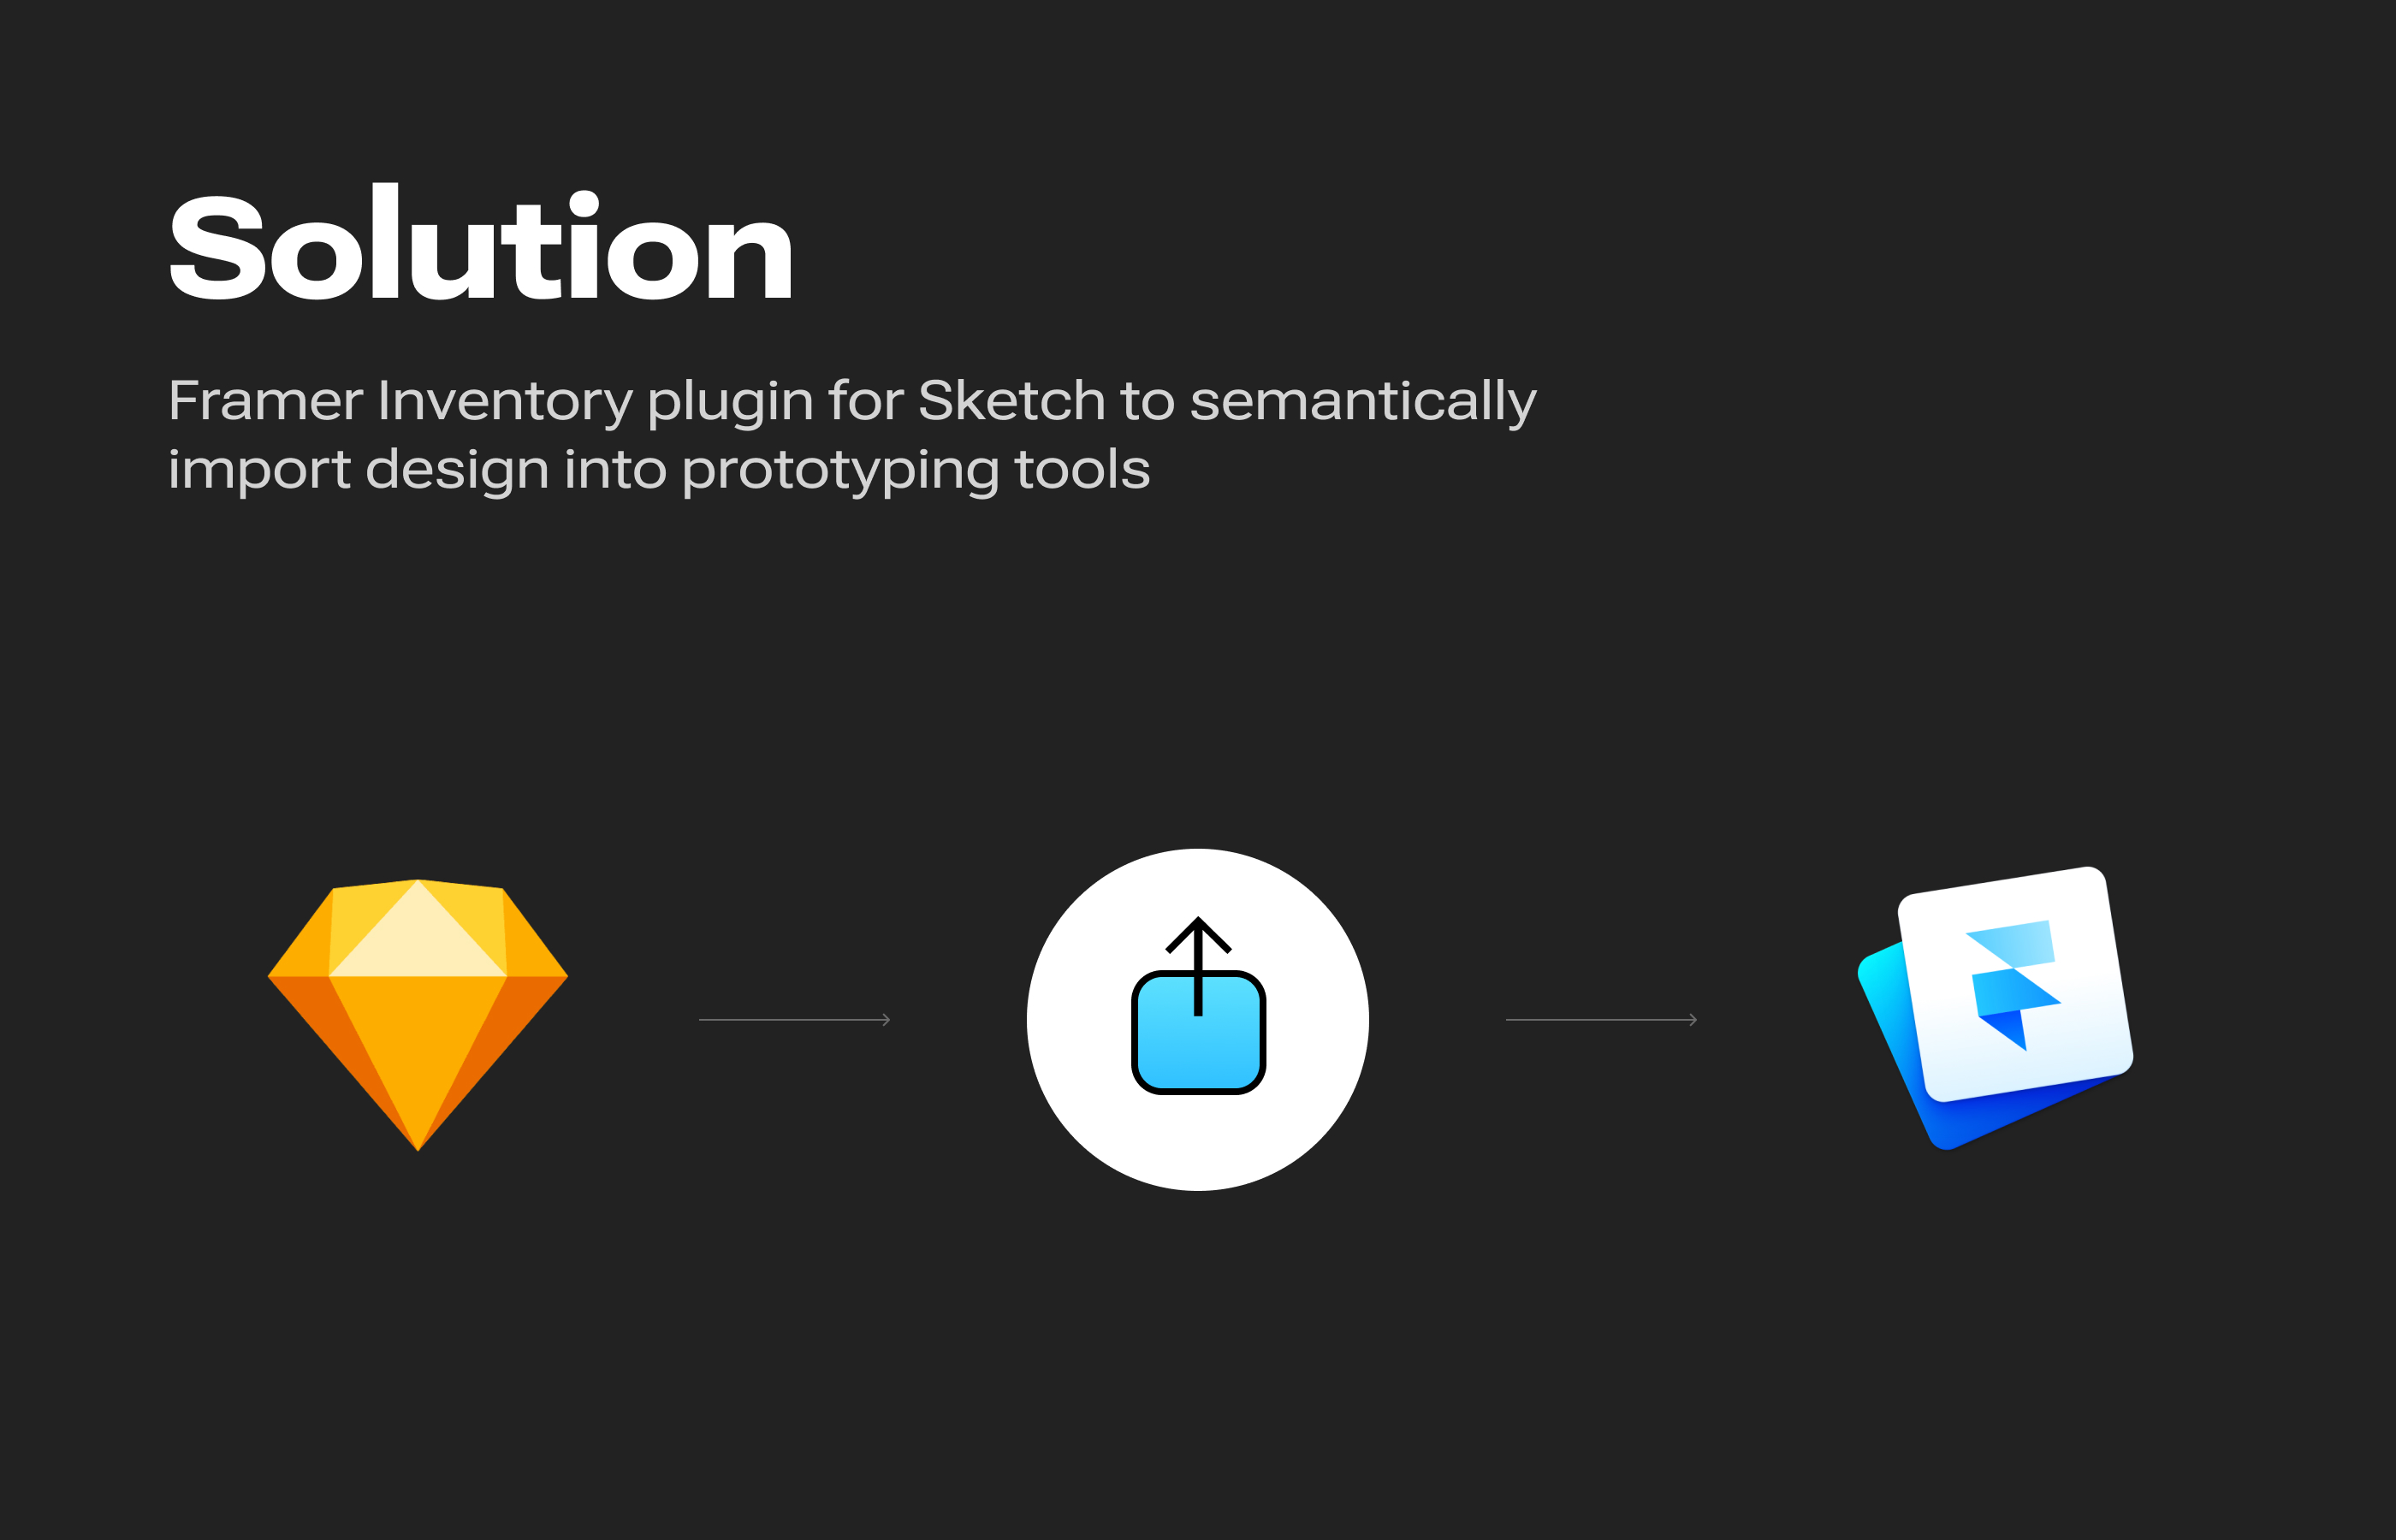 Solution
Framer Inventory plugin for Sketch to semantically
import design into prototyping tools